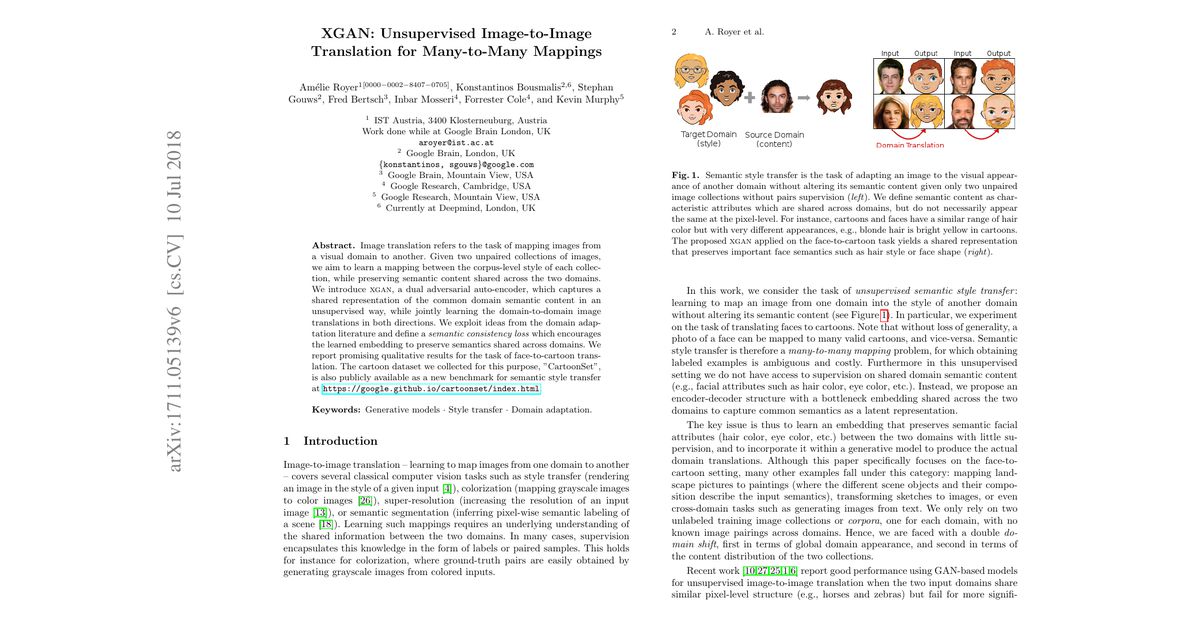 arXiv:1711.05139v6 [cs.CV] 10 Jul 2018
XGAN: Unsupervised Image-to-Image
Translation for Many-to-Many Mappings
Amélie Royer1[0000−0002−8407−0705], Konstantinos Bousmalis2,6, Stephan
Gouws2, Fred Bertsch3, Inbar Mosseri4, Forrester Cole4, and Kevin Murphy5
1 IST Austria, 3400 Klosterneuburg, Austria
Work done while at Google Brain London, UK
aroyer@ist.ac.at
2 Google Brain, London, UK
{konstantinos, sgouws}@google.com
3 Google Brain, Mountain View, USA
4 Google Research, Cambridge, USA
5 Google Research, Mountain View, USA
6 Currently at Deepmind, London, UK
Abstract. Image translation refers to the task of mapping images from
a visual domain to another. Given two unpaired collections of images,
we aim to learn a mapping between the corpus-level style of each collec-
tion, while preserving semantic content shared across the two domains.
We introduce XGAN, a dual adversarial auto-encoder, which captures a
shared representation of the common domain semantic content in an
unsupervised way, while jointly learning the domain-to-domain image
translations in both directions. We exploit ideas from the domain adap-
tation literature and define a semantic consistency loss which encourages
the learned embedding to preserve semantics shared across domains. We
report promising qualitative results for the task of face-to-cartoon trans-
lation. The cartoon dataset we collected for this purpose, "CartoonSet",
is also publicly available as a new benchmark for semantic style transfer
at https://google.github.io/cartoonset/index.html.
Keywords: Generative models · Style transfer · Domain adaptation.
1 Introduction
Image-to-image translation – learning to map images from one domain to another
– covers several classical computer vision tasks such as style transfer (rendering
an image in the style of a given input [4]), colorization (mapping grayscale images
to color images [26]), super-resolution (increasing the resolution of an input
image [13]), or semantic segmentation (inferring pixel-wise semantic labeling of
a scene [18]). Learning such mappings requires an underlying understanding of
the shared information between the two domains. In many cases, supervision
encapsulates this knowledge in the form of labels or paired samples. This holds
for instance for colorization, where ground-truth pairs are easily obtained by
generating grayscale images from colored inputs.
2 A. Royer et al.
Input Output Input Output
Target Domain
(style)
Source Domain
(content)
Domain Translation
Fig. 1. Semantic style transfer is the task of adapting an image to the visual appear-
ance of another domain without altering its semantic content given only two unpaired
image collections without pairs supervision (left). We define semantic content as char-
acteristic attributes which are shared across domains, but do not necessarily appear
the same at the pixel-level. For instance, cartoons and faces have a similar range of
hair color but with very different appearances, e.g., blonde hair is bright yellow in cartoons.
The proposed XGAN applied on the face-to-cartoon task yields a shared representation
that preserves important face semantics such as hair style or face shape (right).
In this work, we consider the task of unsupervised semantic style transfer:
learning to map an image from one domain into the style of another domain
without altering its semantic content (see Figure 1). In particular, we experiment
on the task of translating faces to cartoons. Note that without loss of generality, a
photo of a face can be mapped to many valid cartoons, and vice-versa. Semantic
style transfer is therefore a many-to-many mapping problem, for which obtaining
labeled examples is ambiguous and costly. Furthermore in this unsupervised
setting we do not have access to supervision on shared domain semantic content
(e.g., facial attributes such as hair color, eye color, etc.). Instead, we propose an
encoder-decoder structure with a bottleneck embedding shared across the two
domains to capture common semantics as a latent representation.
The key issue is thus to learn an embedding that preserves semantic facial
attributes (hair color, eye color, etc.) between the two domains with little su-
pervision, and to incorporate it within a generative model to produce the actual
domain translations. Although this paper specifically focuses on the face-to-
cartoon setting, many other examples fall under this category: mapping land-
scape pictures to paintings (where the different scene objects and their compo-
sition describe the input semantics), transforming sketches to images, or even
cross-domain tasks such as generating images from text. We only rely on two
unlabeled training image collections or corpora, one for each domain, with no
known image pairings across domains. Hence, we are faced with a double do-
main shift, first in terms of global domain appearance, and second in terms of
the content distribution of the two collections.
Recent work [10,27,25,1,6] report good performance using GAN-based models
for unsupervised image-to-image translation when the two input domains share
similar pixel-level structure (e.g., horses and zebras) but fail for more signifi-